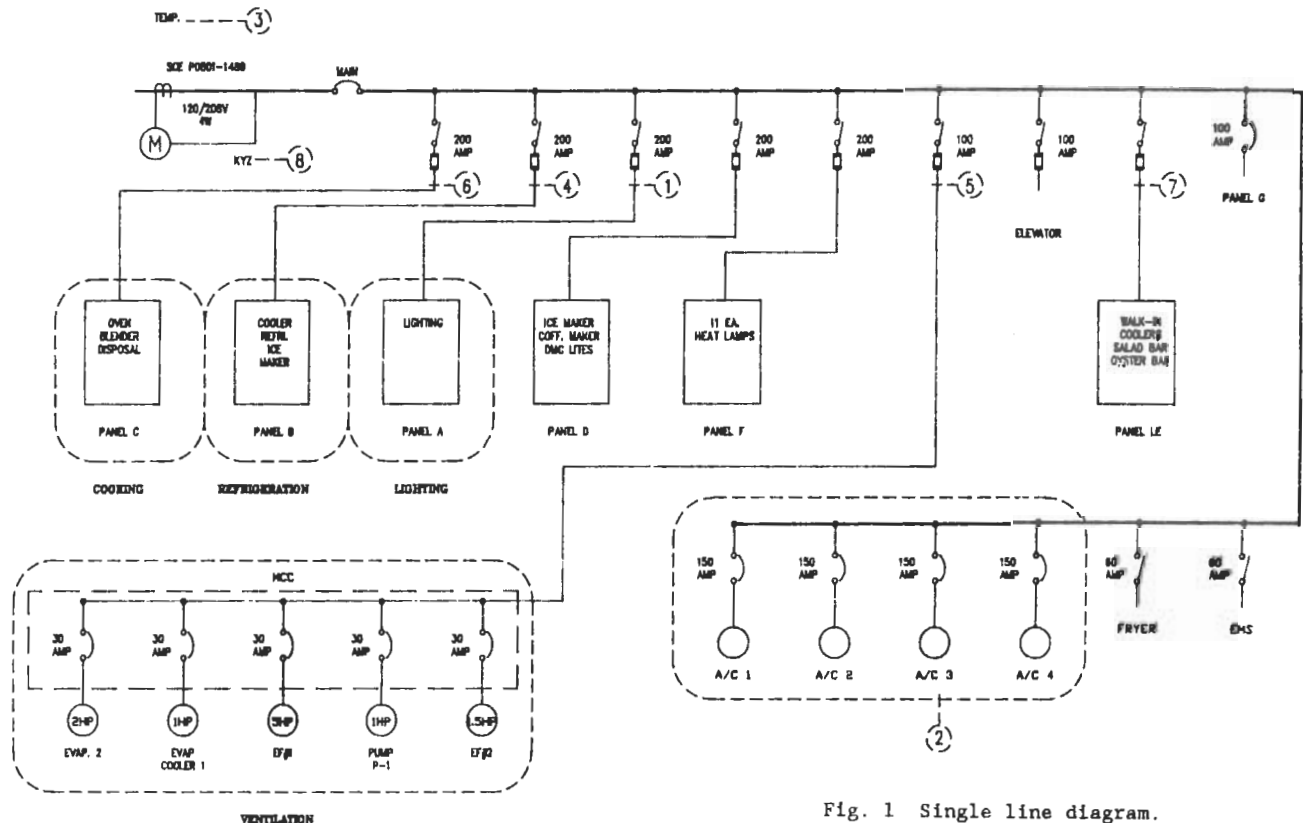 TEMP.
3
SCE P0801-1489
MAIN
120/208V
4W
M
KYZ
8
200
AMP
200
AMP
200
AMP
200
AMP
200
AMP
100
AMP
100
AMP
100
AMP
6
4
1
5
7
PANEL G
ELEVATOR
OVEN
BLENDER
DISPOSAL
COOLER
REFRI.
ICE
MAKER
LIGHTING
ICE MAKER
COFF. MAKER
DMC LITES
11 EA.
HEAT LAMPS
WALK-IN
COOLERS
SALAD BAR
OYSTER BAR
PANEL C
PANEL B
PANEL A
PANEL D
PANEL F
PANEL LE
COOKING
REFRIGERATION
LIGHTING
MCC
30
AMP
30
AMP
30
AMP
30
AMP
30
AMP
2HP
1HP
5HP
1HP
1.5HP
EVAP. 2
EVAP
COOLER 1
EF#1
PUMP
P-1
EF#2
VENTILATION
150
AMP
150
AMP
150
AMP
150
AMP
60
AMP
60
AMP
FRYER
EMS
A/C 1
A/C 2
A/C 3
A/C 4
2
Fig. 1 Single line diagram.